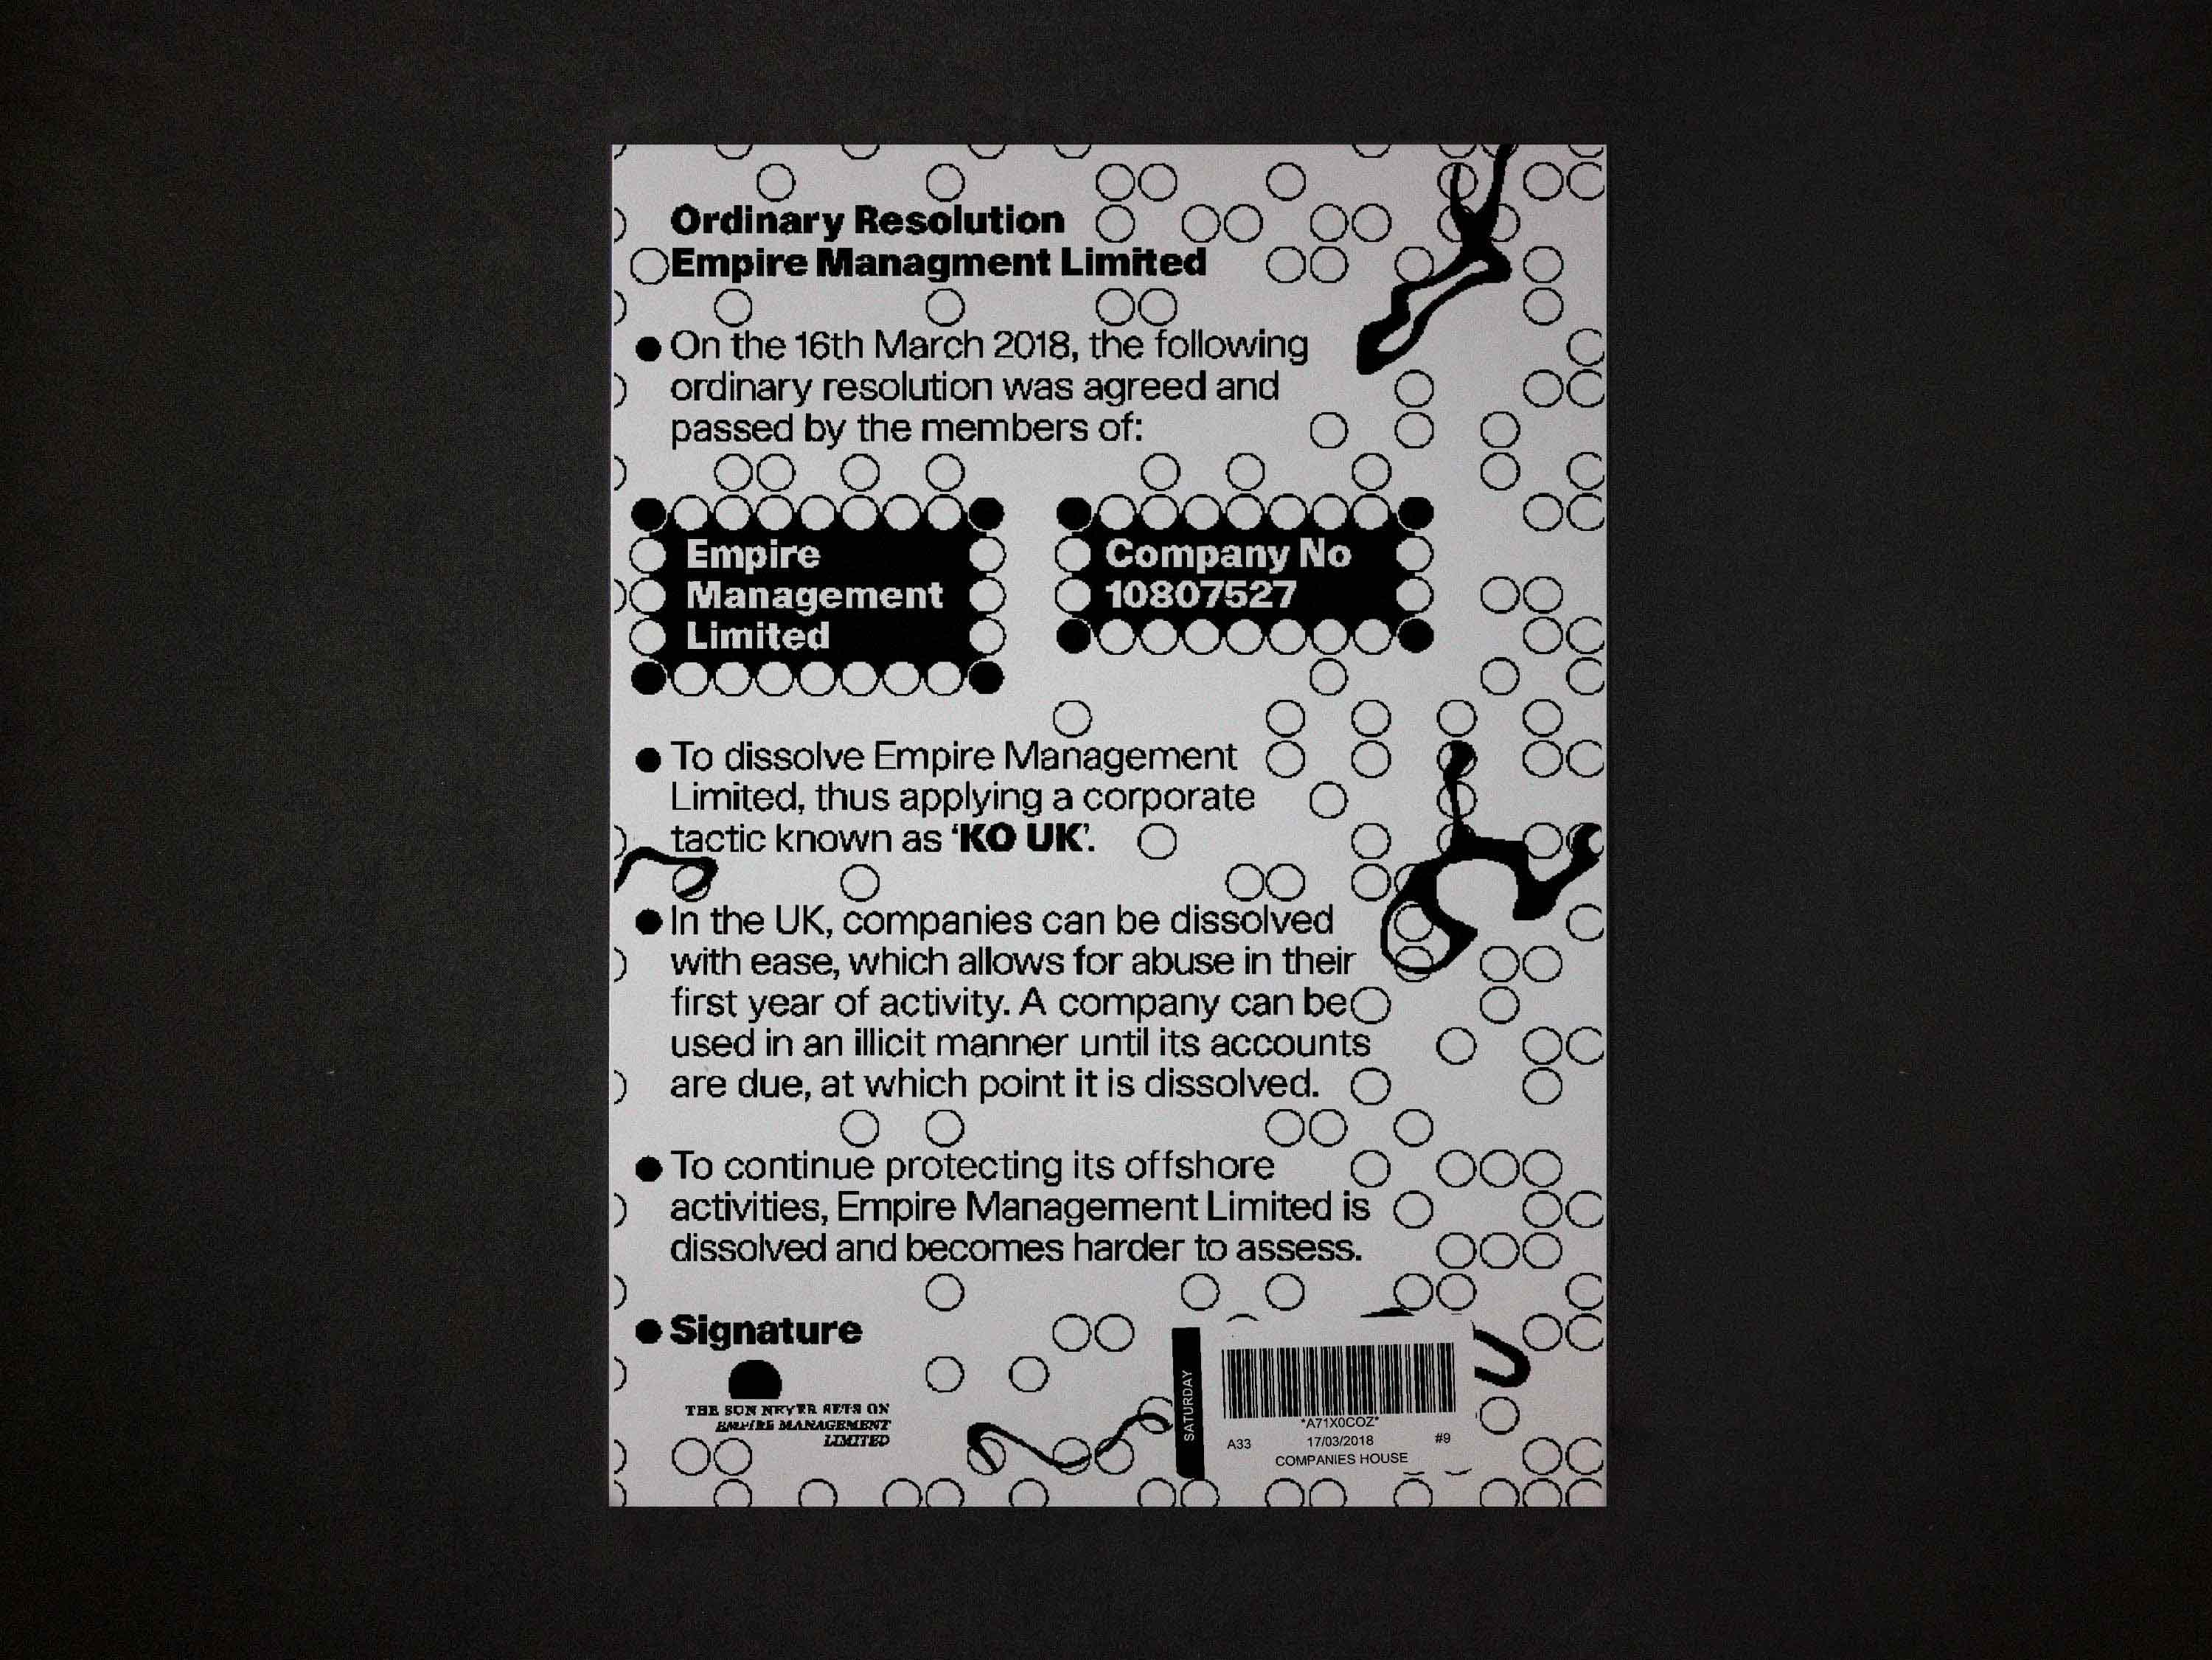 Ordinary Resolution
Empire Managment Limited
On the 16th March 2018, the following
ordinary resolution was agreed and
passed by the members of:
Empire
Management
Limited
Company No
10807527
To dissolve Empire Management
Limited, thus applying a corporate
tactic known as ‘KO UK’.
In the UK, companies can be dissolved
with ease, which allows for abuse in their
first year of activity. A company can be
used in an illicit manner until its accounts
are due, at which point it is dissolved.
To continue protecting its offshore
activities, Empire Management Limited is
dissolved and becomes harder to assess.
Signature
THE SUN NEVER SETS ON
EMPIRE MANAGEMENT
LIMITED
SATURDAY
*A71X0COZ*
A33 17/03/2018 #9
COMPANIES HOUSE